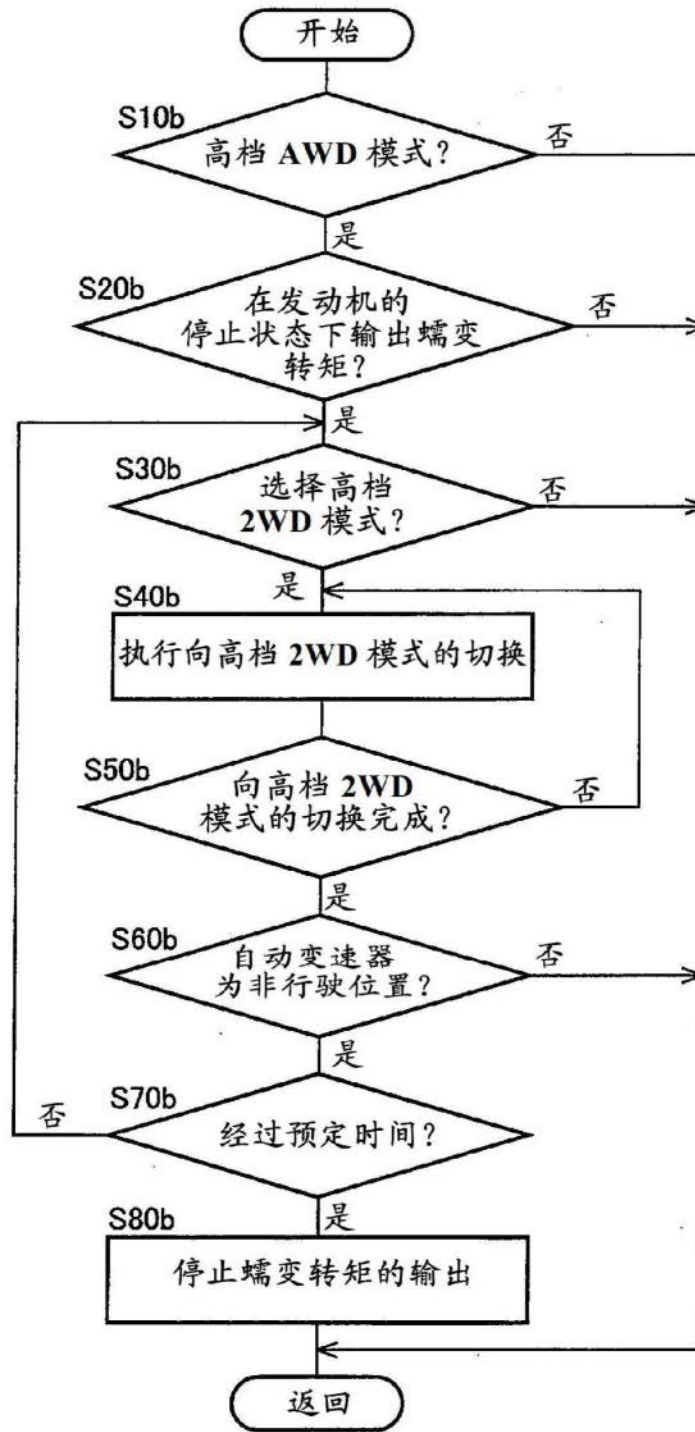 开始
S10b
高档 AWD 模式？
否
是
S20b
在发动机的
停止状态下输出蠕变
转矩？
否
是
S30b
选择高档
2WD 模式？
否
是
S40b
执行向高档 2WD 模式的切换
S50b
向高档 2WD
模式的切换完成？
否
是
S60b
自动变速器
为非行驶位置？
否
是
S70b
经过预定时间？
否
是
S80b
停止蠕变转矩的输出
返回